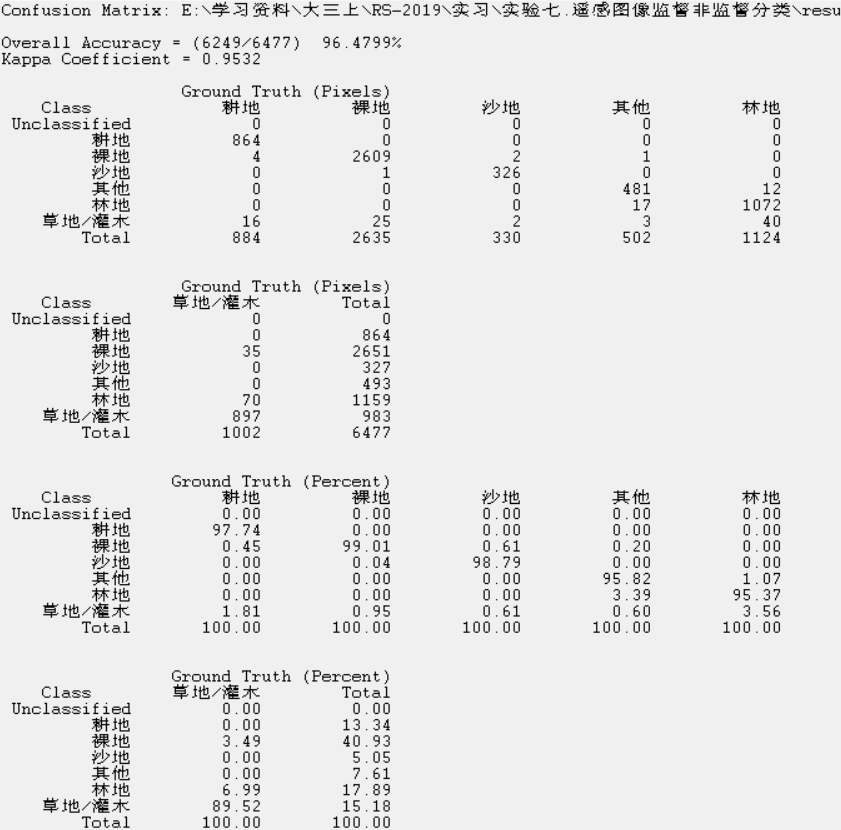 Confusion Matrix: E:\学习资料\大三上\RS-2019\实习\实验七.遥感图像监督非监督分类\resu
Overall Accuracy = (6249/6477) 96.4799%
Kappa Coefficient = 0.9532
Ground Truth (Pixels)
Class 耕地 裸地 沙地 其他 林地
Unclassified 0 0 0 0 0
耕地 864 0 0 0 0
裸地 4 2609 2 1 0
沙地 0 1 326 0 0
其他 0 0 0 481 12
林地 0 0 0 17 1072
草地/灌木 16 25 2 3 40
Total 884 2635 330 502 1124
Ground Truth (Pixels)
Class 草地/灌木 Total
Unclassified 0 0
耕地 0 864
裸地 35 2651
沙地 0 327
其他 0 493
林地 70 1159
草地/灌木 897 983
Total 1002 6477
Ground Truth (Percent)
Class 耕地 裸地 沙地 其他 林地
Unclassified 0.00 0.00 0.00 0.00 0.00
耕地 97.74 0.00 0.00 0.00 0.00
裸地 0.45 99.01 0.61 0.20 0.00
沙地 0.00 0.04 98.79 0.00 0.00
其他 0.00 0.00 0.00 95.82 1.07
林地 0.00 0.00 0.00 3.39 95.37
草地/灌木 1.81 0.95 0.61 0.60 3.56
Total 100.00 100.00 100.00 100.00 100.00
Ground Truth (Percent)
Class 草地/灌木 Total
Unclassified 0.00 0.00
耕地 0.00 13.34
裸地 3.49 40.93
沙地 0.00 5.05
其他 0.00 7.61
林地 6.99 17.89
草地/灌木 89.52 15.18
Total 100.00 100.00